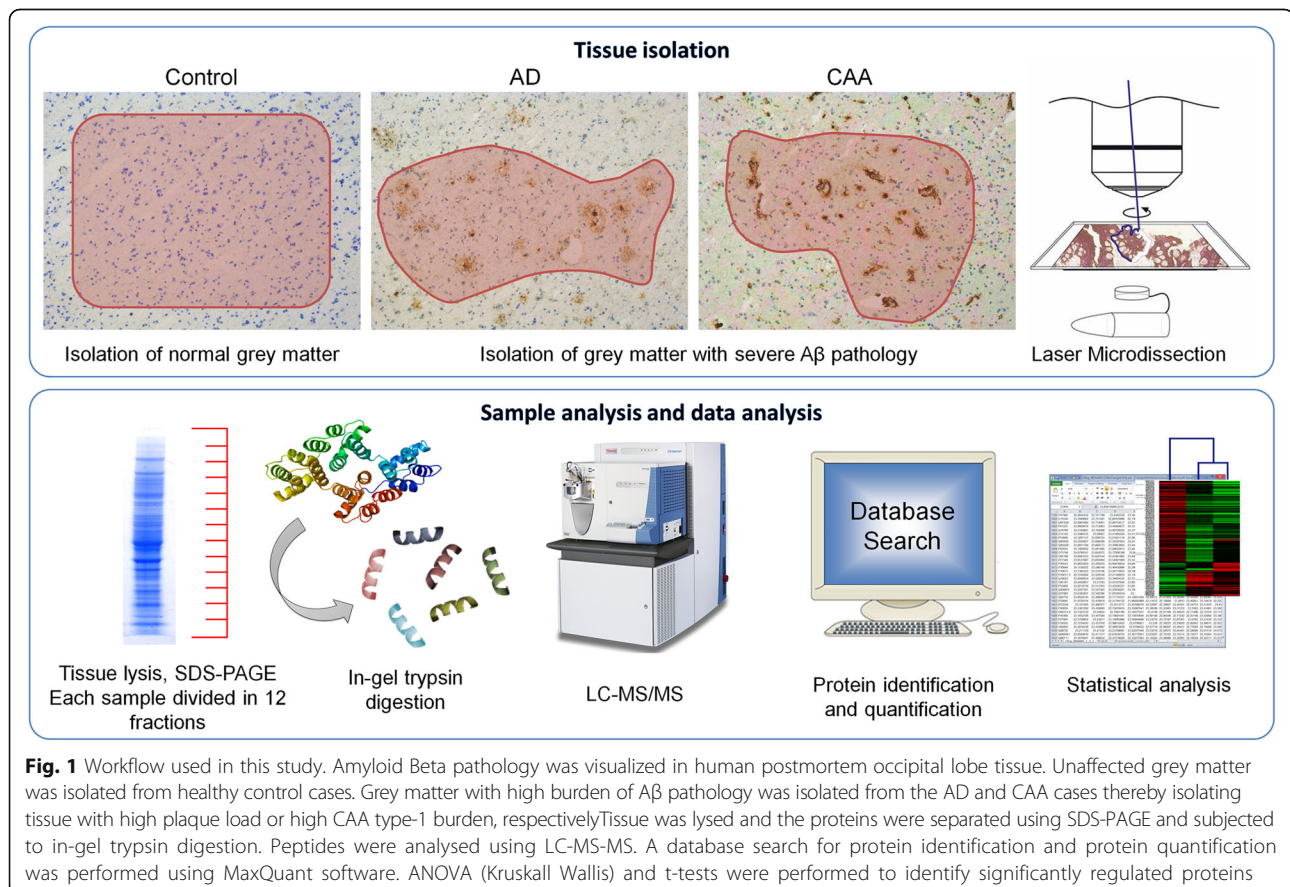 Tissue isolation
Control
AD
CAA
Isolation of normal grey matter
Isolation of grey matter with severe Aβ pathology
Laser Microdissection
Sample analysis and data analysis
Tissue lysis, SDS-PAGE
Each sample divided in 12
fractions
In-gel trypsin
digestion
LC-MS/MS
Database
Search
Protein identification
and quantification
Statistical analysis
Fig. 1 Workflow used in this study. Amyloid Beta pathology was visualized in human postmortem occipital lobe tissue. Unaffected grey matter
was isolated from healthy control cases. Grey matter with high burden of Aβ pathology was isolated from the AD and CAA cases thereby isolating
tissue with high plaque load or high CAA type-1 burden, respectivelyTissue was lysed and the proteins were separated using SDS-PAGE and subjected
to in-gel trypsin digestion. Peptides were analysed using LC-MS-MS. A database search for protein identification and protein quantification
was performed using MaxQuant software. ANOVA (Kruskall Wallis) and t-tests were performed to identify significantly regulated proteins